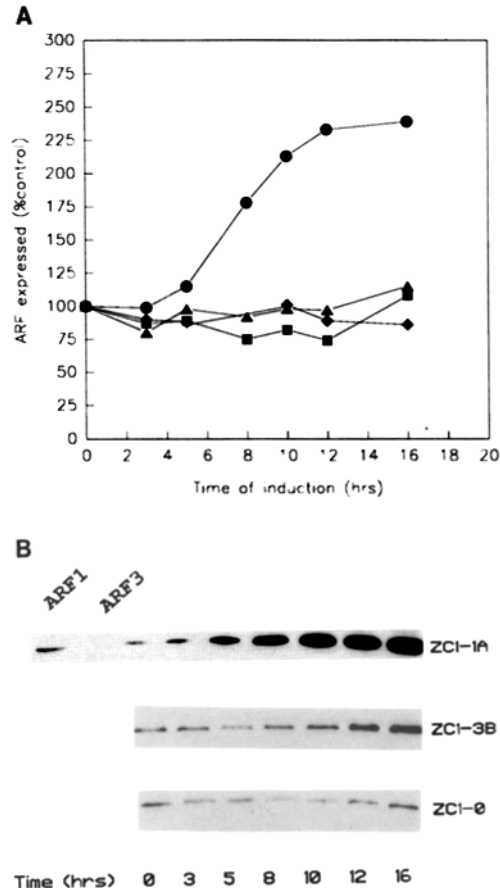 A
300
275
250
225
200
175
150
125
100
75
50
25
0
ARF expressed (%control)
0 2 4 6 8 10 12 14 16 18 20
Time of induction (hrs)
B
ARF1 ARF3
ZC1-1A
ZC1-3B
ZC1-0
Time (hrs) 0 3 5 8 10 12 16